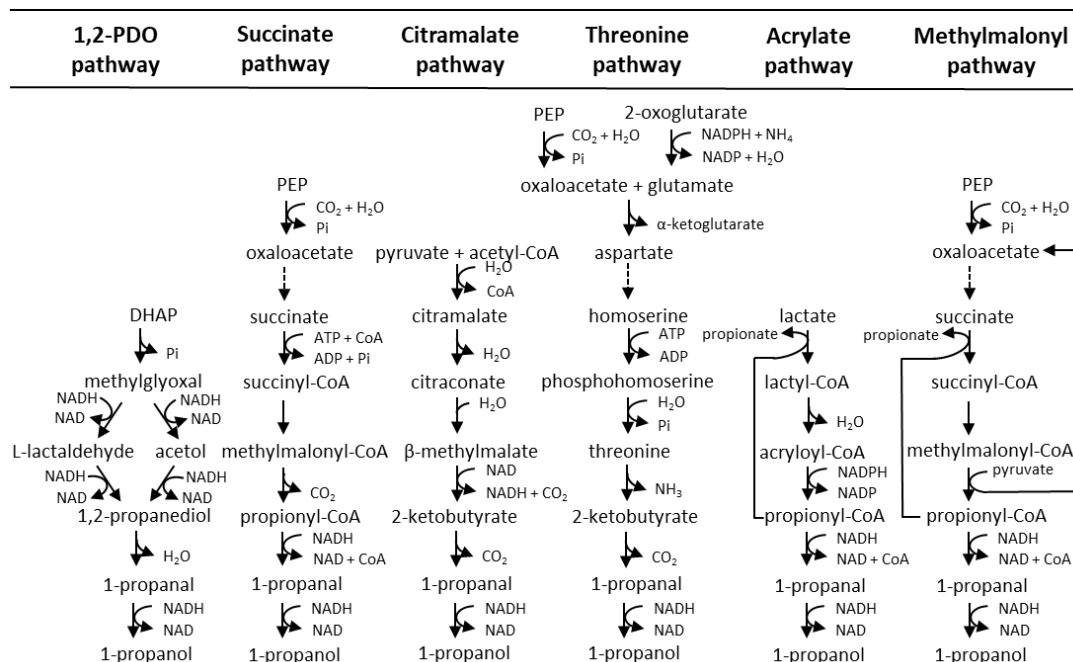 1,2-PDO pathway
Succinate pathway
Citramalate pathway
Threonine pathway
Acrylate pathway
Methylmalonyl pathway
DHAP
Pi
methylglyoxal
NADH
NAD
NADH
NAD
L-lactaldehyde
acetol
NADH
NAD
NADH
NAD
1,2-propanediol
H₂O
1-propanal
NADH
NAD
1-propanol
PEP
CO₂ + H₂O
Pi
oxaloacetate
succinate
ATP + CoA
ADP + Pi
succinyl-CoA
methylmalonyl-CoA
CO₂
propionyl-CoA
NADH
NAD + CoA
1-propanal
NADH
NAD
1-propanol
pyruvate + acetyl-CoA
H₂O
CoA
citramalate
H₂O
citraconate
H₂O
β-methylmalate
NAD
NADH + CO₂
2-ketobutyrate
CO₂
1-propanal
NADH
NAD
1-propanol
PEP
2-oxoglutarate
CO₂ + H₂O
Pi
NADPH + NH₄
NADP + H₂O
oxaloacetate + glutamate
α-ketoglutarate
aspartate
homoserine
ATP
ADP
phosphohomoserine
H₂O
Pi
threonine
NH₃
2-ketobutyrate
CO₂
1-propanal
NADH
NAD
1-propanol
lactate
propionate
lactyl-CoA
H₂O
acryloyl-CoA
NADPH
NADP
propionyl-CoA
NADH
NAD + CoA
1-propanal
NADH
NAD
1-propanol
PEP
CO₂ + H₂O
Pi
oxaloacetate
succinate
propionate
succinyl-CoA
methylmalonyl-CoA
pyruvate
propionyl-CoA
NADH
NAD + CoA
1-propanal
NADH
NAD
1-propanol